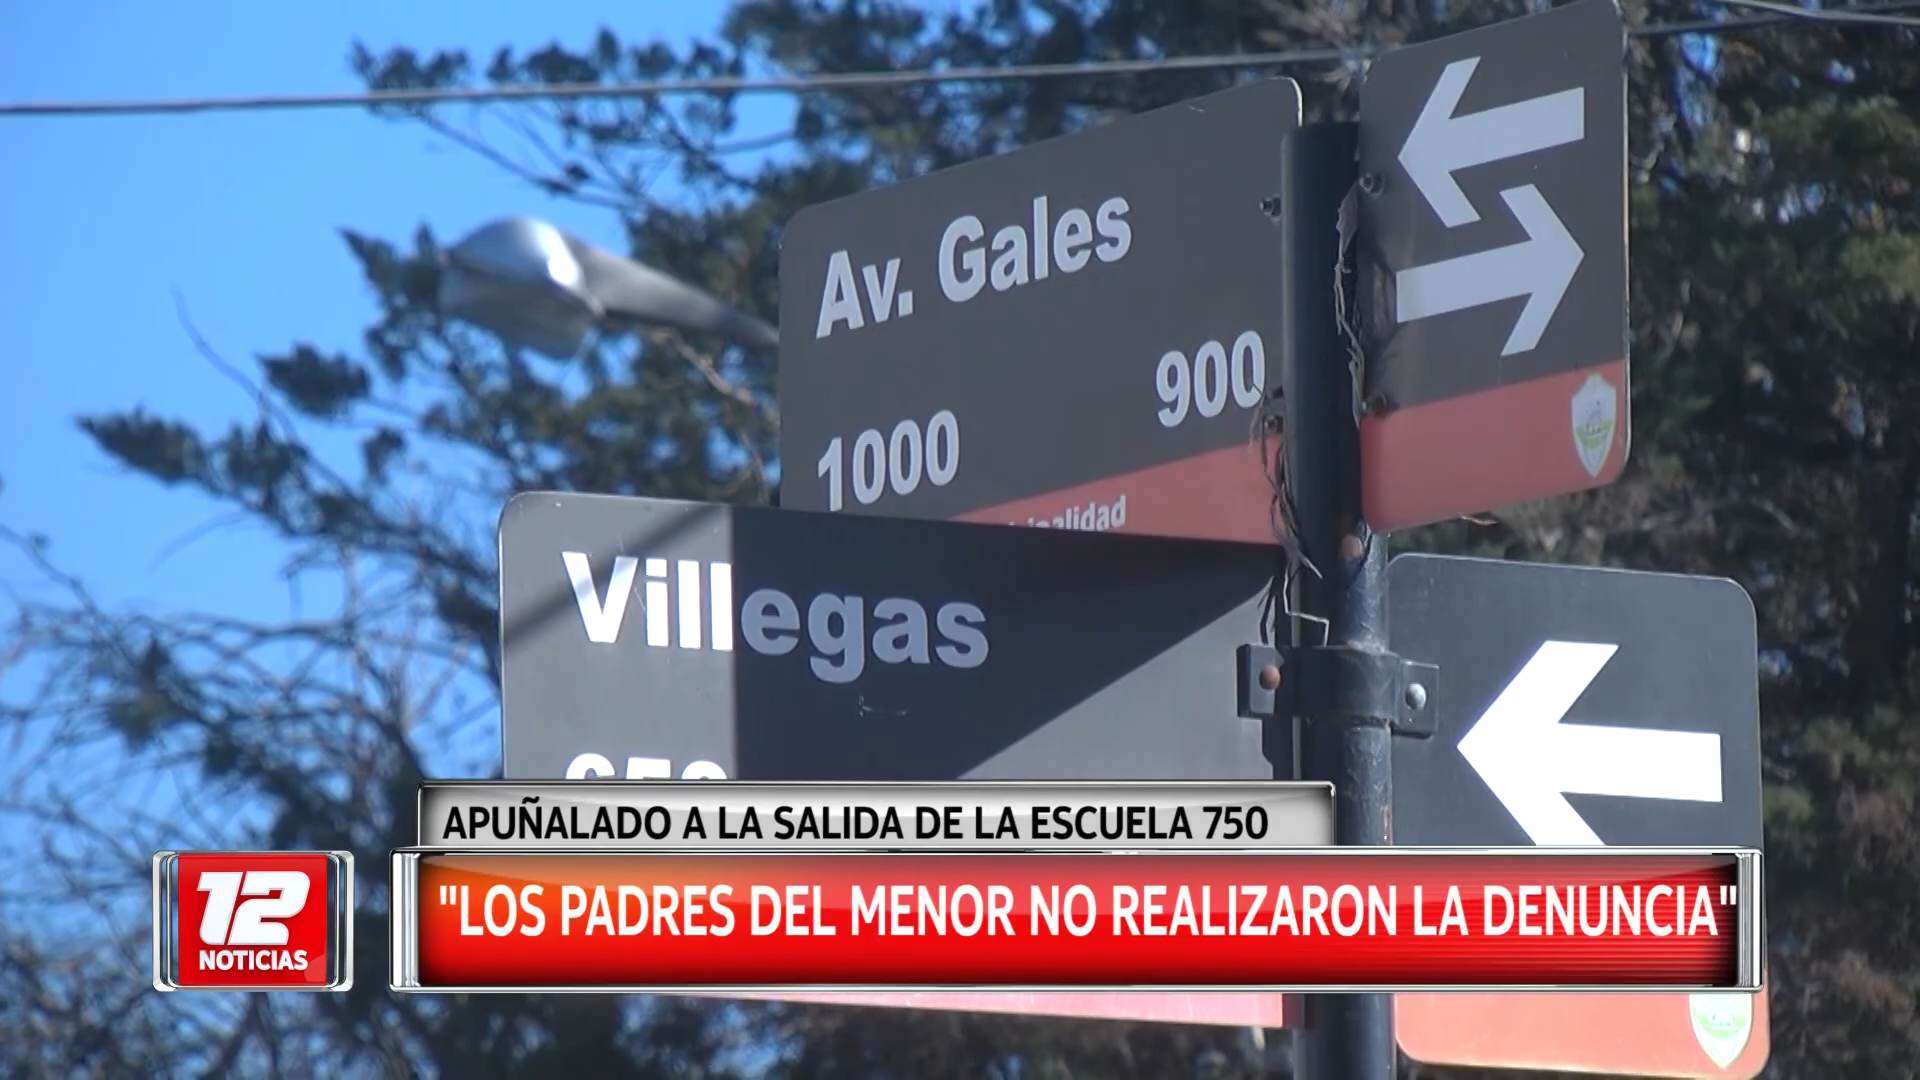 Av. Gales
900
1000
Villegas
APUÑALADO A LA SALIDA DE LA ESCUELA 750
"LOS PADRES DEL MENOR NO REALIZARON LA DENUNCIA"
12
NOTICIAS